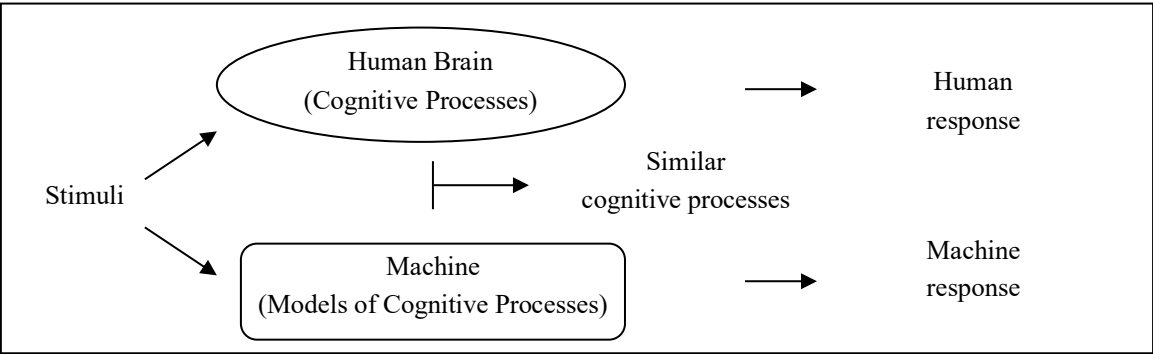 Human Brain
(Cognitive Processes)
Human
response
Similar
cognitive processes
Stimuli
Machine
(Models of Cognitive Processes)
Machine
response